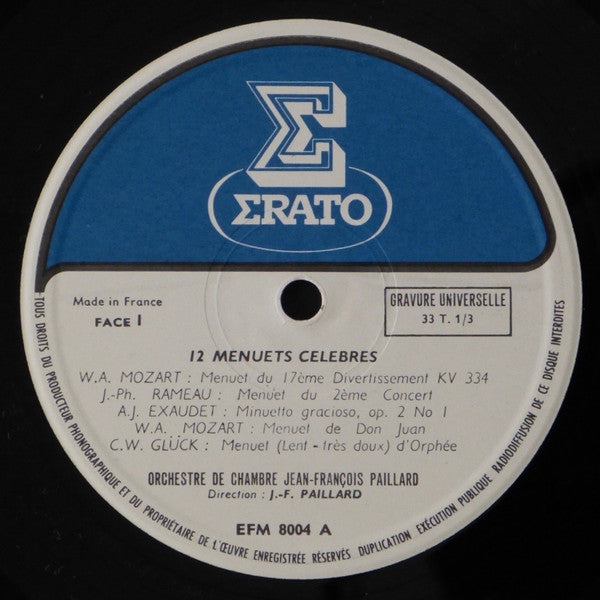 Σ
ΣRATO
Made in France
FACE 1
GRAVURE UNIVERSELLE
33 T. 1/3
12 MENUETS CELEBRES
W.A. MOZART : Menuet du 17ème Divertissement KV 334
J.-Ph. RAMEAU : Menuet du 2ème Concert
A.J. EXAUDET : Minuetto gracioso, op. 2 No 1
W.A. MOZART : Menuet de Don Juan
C.W. GLÜCK : Menuet (Lent - très doux) d'Orphée
ORCHESTRE DE CHAMBRE JEAN-FRANÇOIS PAILLARD
Direction : J.-F. PAILLARD
EFM 8004 A
TOUS DROITS DU PRODUCTEUR PHONOGRAPHIQUE ET DU PROPRIÉTAIRE DE L'ŒUVRE ENREGISTRÉE RÉSERVÉS. DUPLICATION EXÉCUTION PUBLIQUE RADIODIFFUSION DE CE DISQUE INTERDITES